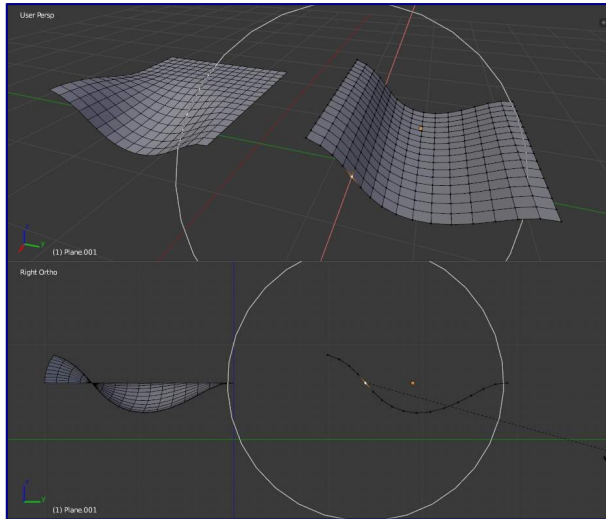 User Persp
z
y
(1) Plane.001
Right Ortho
z
y
(1) Plane.001